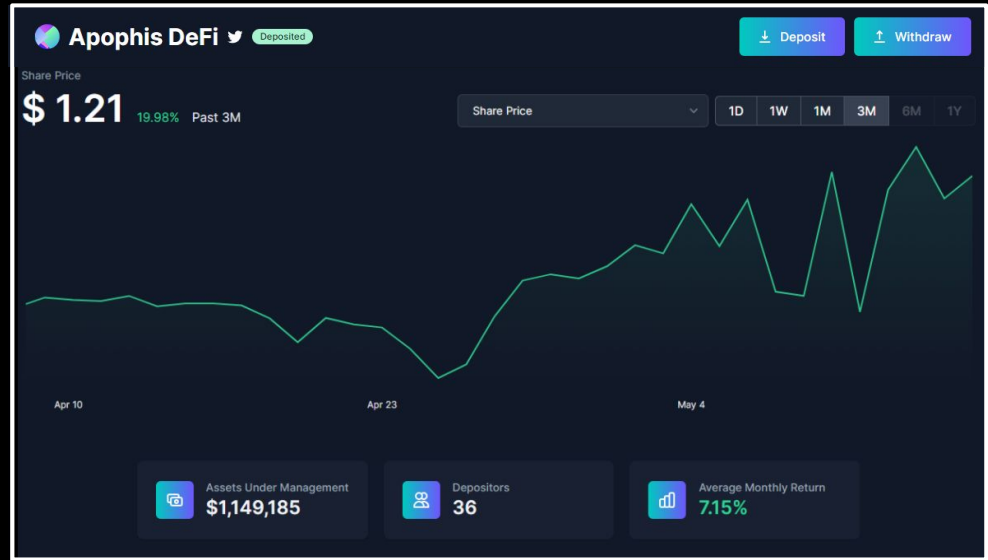 Apophis DeFi Deposited
Deposit
Withdraw
Share Price
$ 1.21 19.98% Past 3M
Share Price
1D 1W 1M 3M 6M 1Y
Apr 10 Apr 23 May 4
Assets Under Management
$1,149,185
Depositors
36
Average Monthly Return
7.15%